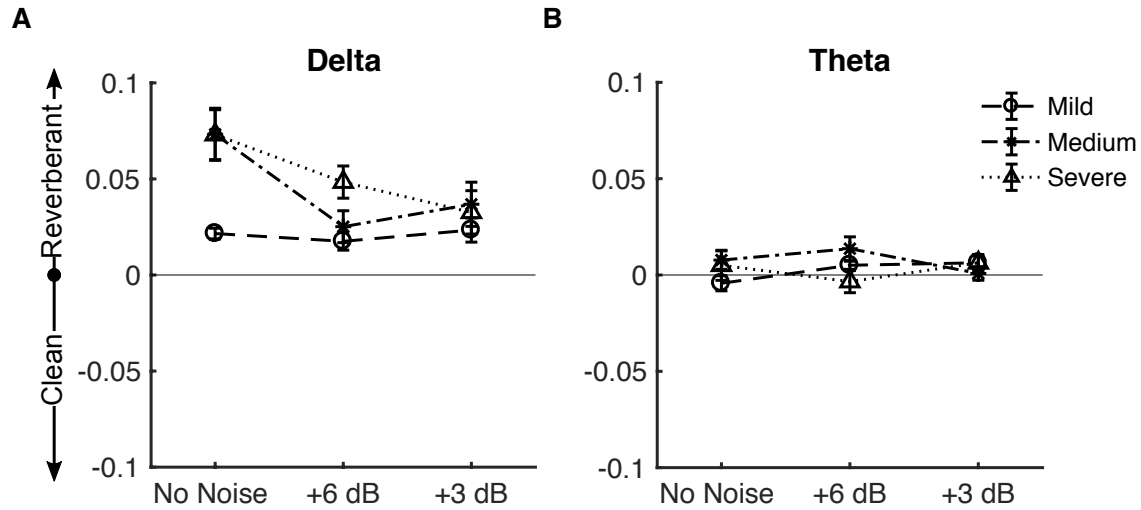 A
Delta
0.1
0.05
0
-0.05
-0.1
No Noise +6 dB +3 dB
Reverberant
Clean
B
Theta
0.1
0.05
0
-0.05
-0.1
No Noise +6 dB +3 dB
Mild
Medium
Severe